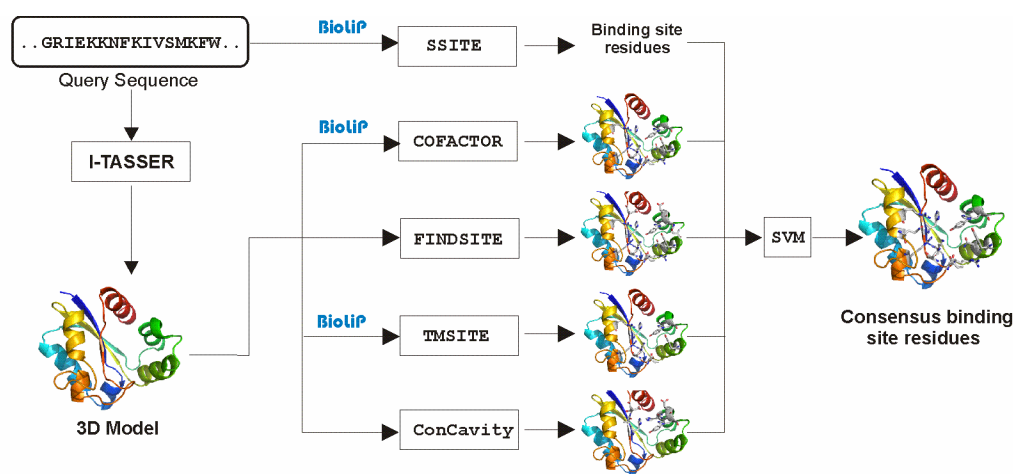 ..GRIEKKNFKIVSMKFW..
Query Sequence
I-TASSER
3D Model
BioLiP
SSITE
Binding site
residues
BioLiP
COFACTOR
FINDSITE
BioLiP
TMSITE
ConCavity
SVM
Consensus binding
site residues